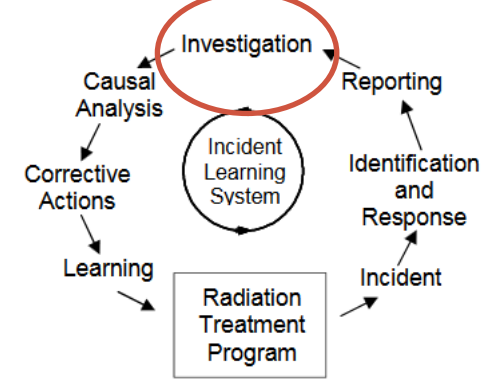 Investigation
Causal
Analysis
Reporting
Incident
Learning
System
Corrective
Actions
Identification
and
Response
Learning
Incident
Radiation
Treatment
Program